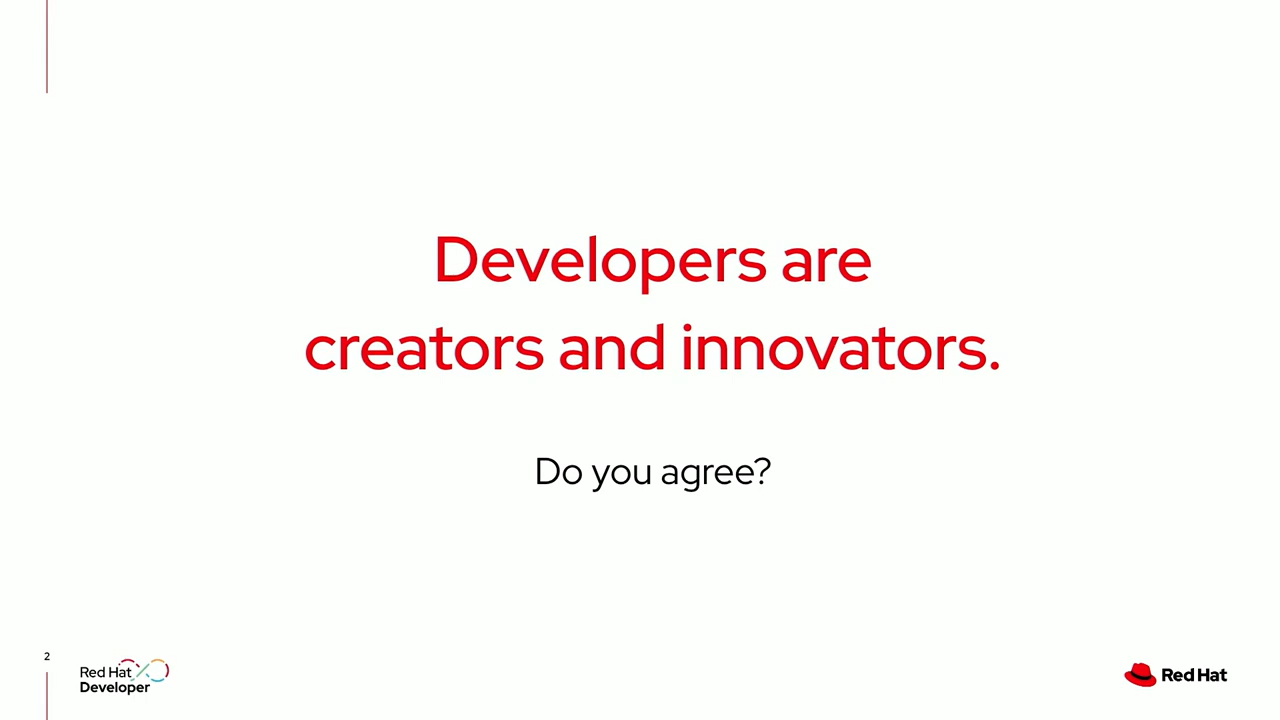 Developers are
creators and innovators.
Do you agree?
2
Red Hat
Developer
Red Hat